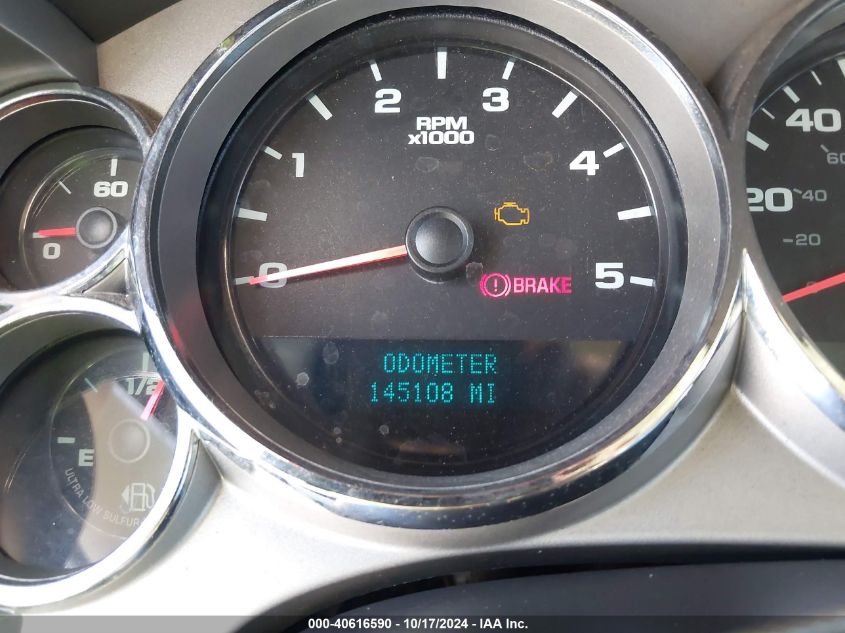 RPM
x1000
0
1
2
3
4
5
BRAKE
ODOMETER
145108 MI
60
0
1/2
E
ULTRA LOW SULFUR
40
60
20
40
20
000-40616590 - 10/17/2024 - IAA Inc.